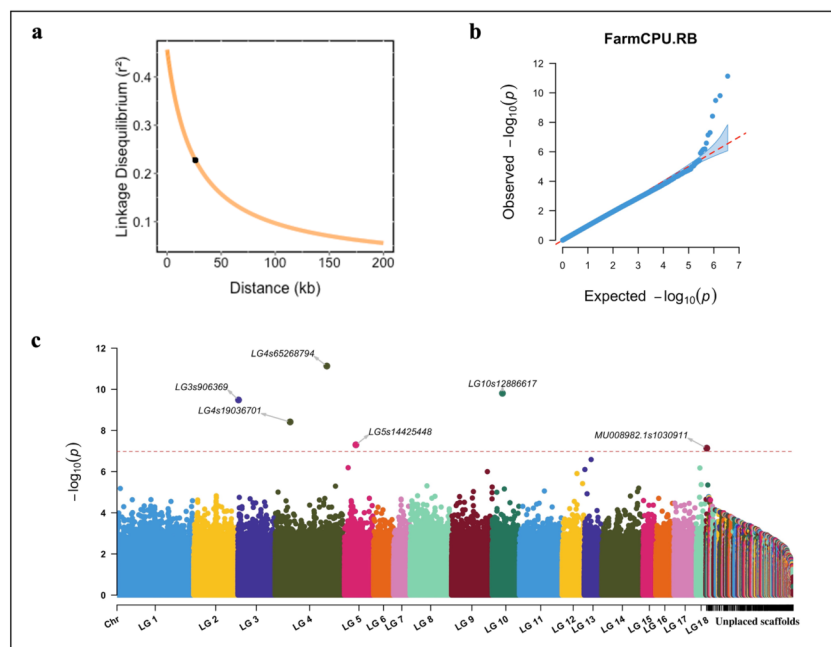 a
Linkage Disequilibrium (r²)
0.4
0.3
0.2
0.1
0 50 100 150 200
Distance (kb)
b
FarmCPU.RB
Observed −log₁₀(p)
12
10
8
6
4
2
0
0 1 2 3 4 5 6 7
Expected −log₁₀(p)
c
−log₁₀(p)
12
10
8
6
4
2
0
LG4s65268794
LG3s906369
LG10s12886617
LG4s19036701
LG5s14425448
MU008982.1s1030911
Chr LG 1 LG 2 LG 3 LG 4 LG 5 LG 6 LG 7 LG 8 LG 9 LG 10 LG 11 LG 12 LG 13 LG 14 LG 15 LG 16 LG 17 LG 18 Unplaced scaffolds